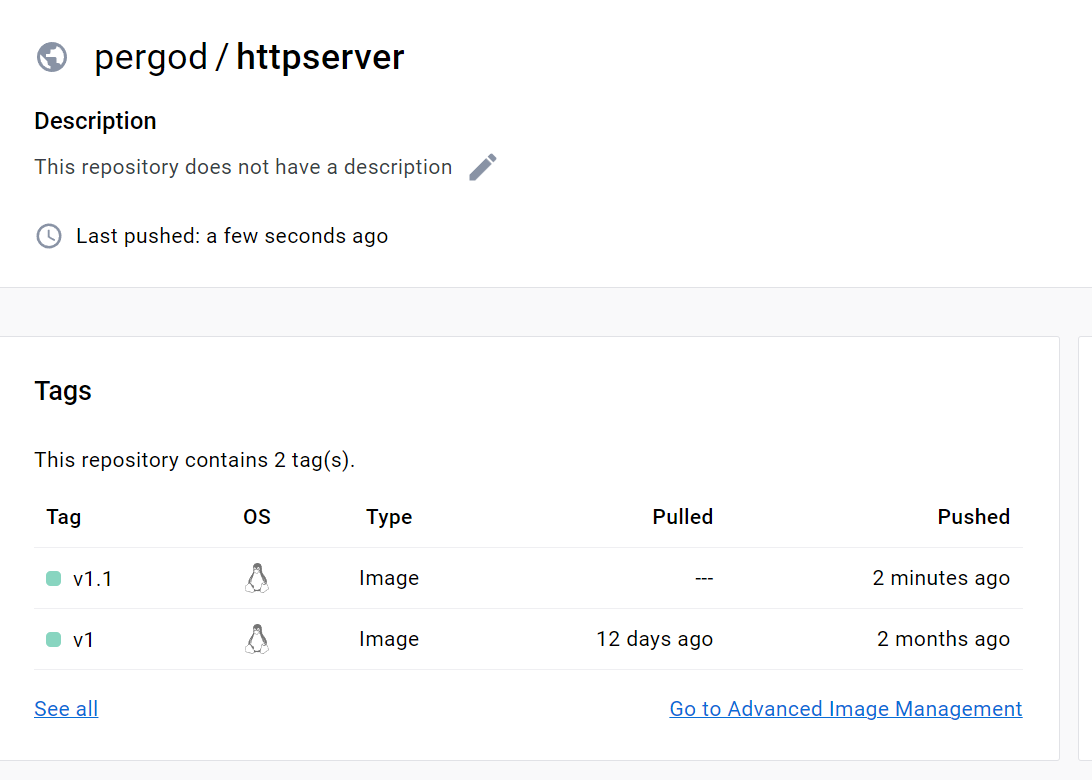 pergod / httpserver
Description
This repository does not have a description
Last pushed: a few seconds ago
Tags
This repository contains 2 tag(s).
Tag OS Type Pulled Pushed
v1.1 Image --- 2 minutes ago
v1 Image 12 days ago 2 months ago
See all Go to Advanced Image Management